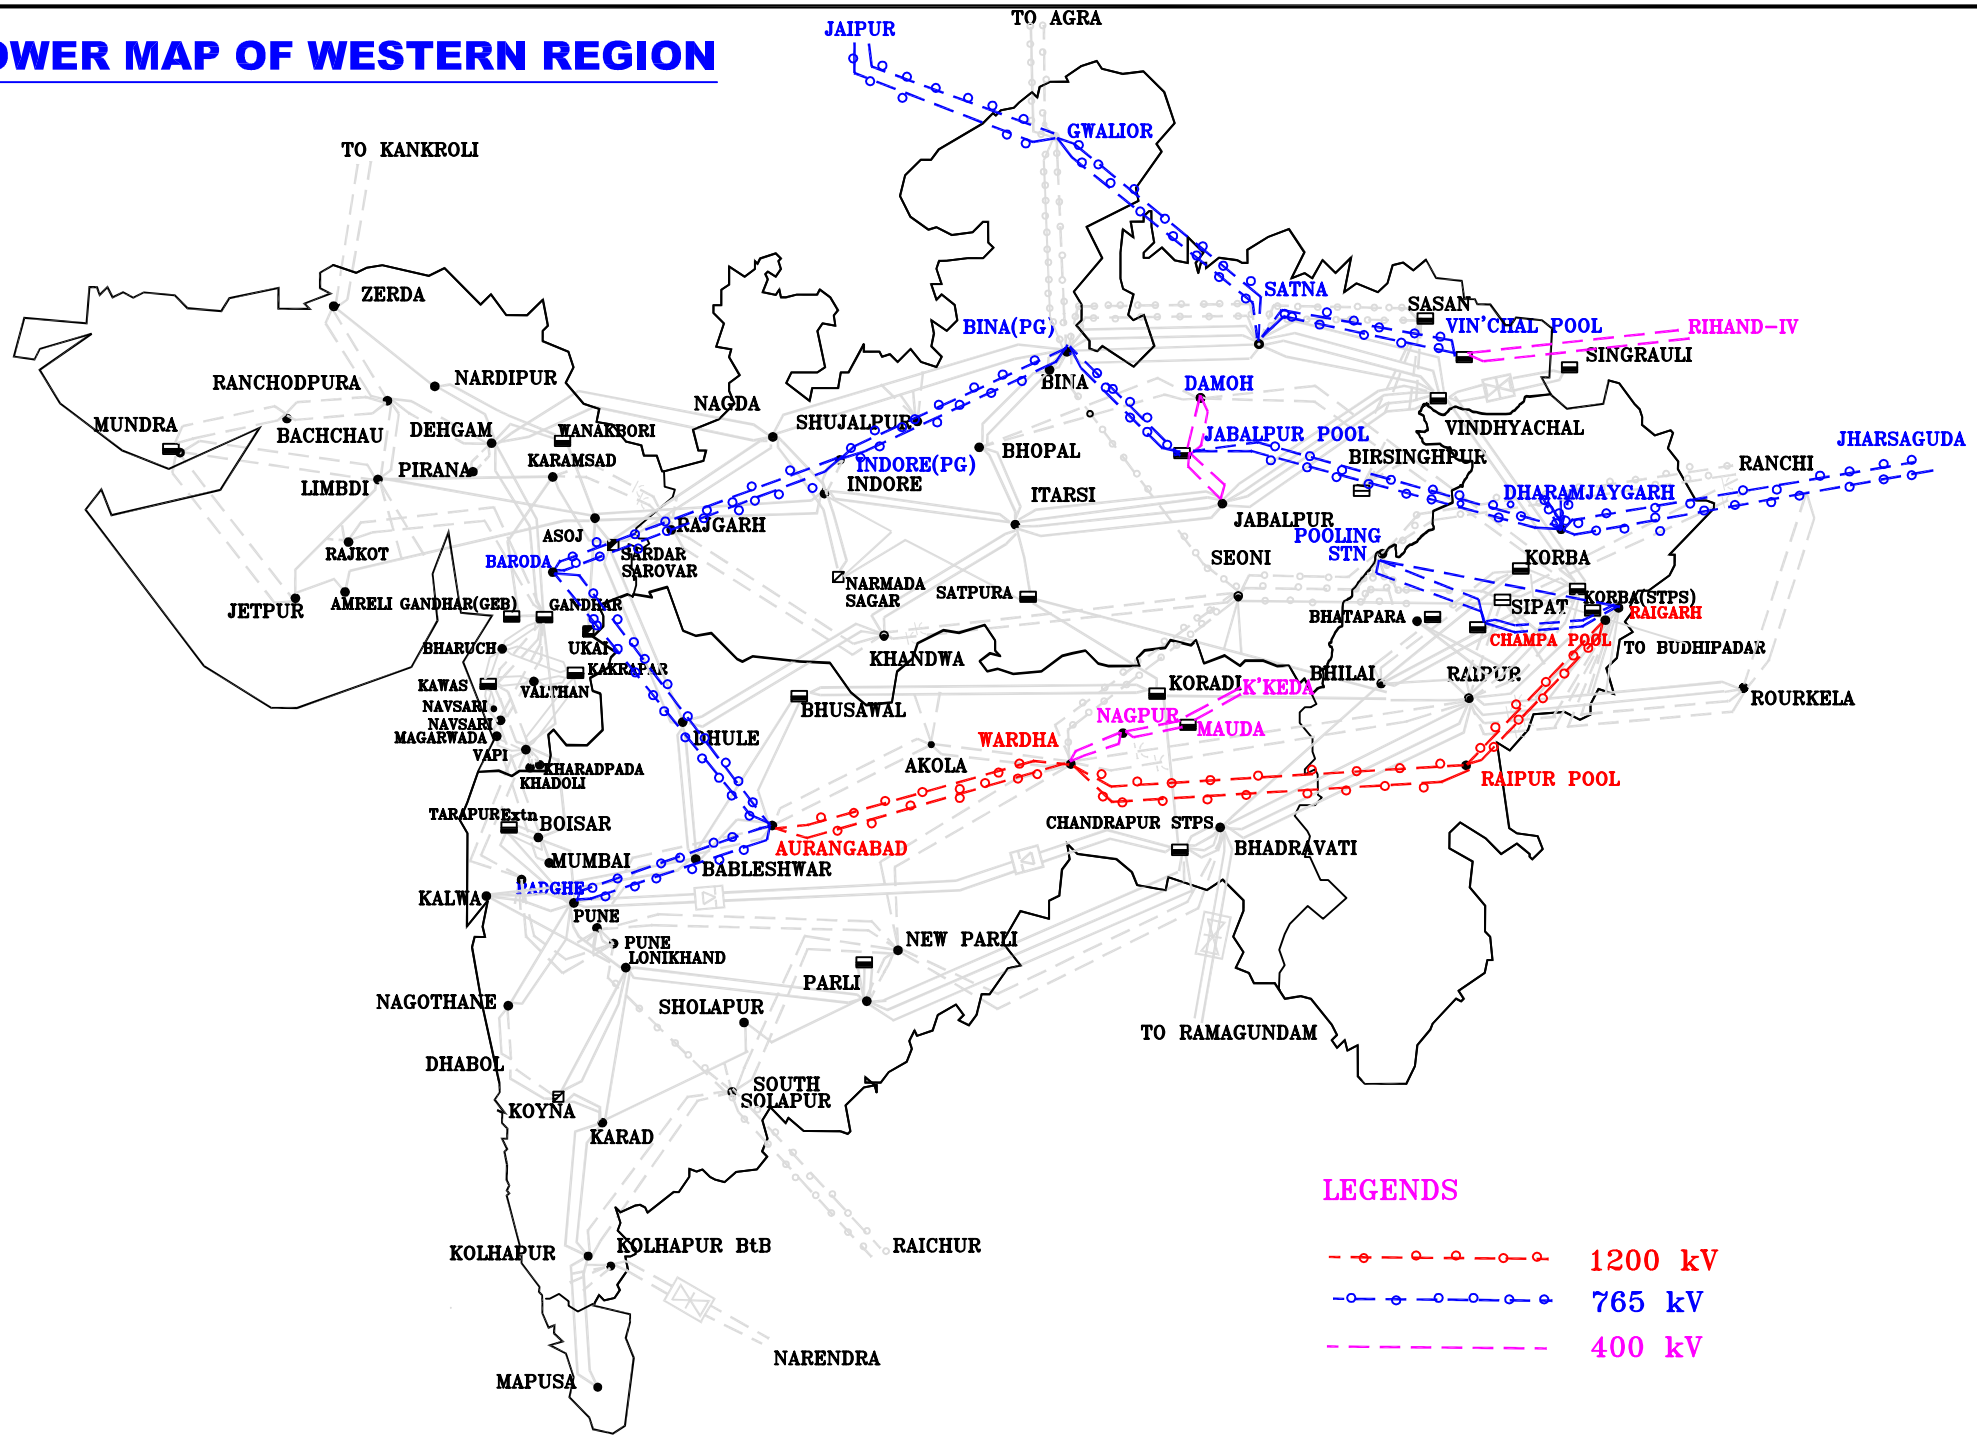 OWER MAP OF WESTERN REGION
JAIPUR
TO AGRA
GWALIOR
TO KANKROLI
ZERDA
SATNA
SASAN
BINA(PG)
VIN'CHAL POOL
RIHAND-IV
SINGRAULI
RANCHODPURA
NARDIPUR
BINA
DAMOH
NAGDA
SHUJALPUR
MUNDRA
BACHCHAU
DEHGAM
WANAKBORI
JABALPUR POOL
VINDHYACHAL
JHARSAGUDA
BHOPAL
BIRSINGHPUR
RANCHI
PIRANA
KARAMSAD
INDORE(PG)
LIMBDI
INDORE
ITARSI
DHARAMJAYGARH
RAJGARH
JABALPUR
ASOJ
POOLING
STN
RAJKOT
SARDAR
SAROVAR
BARODA
SEONI
KORBA
NARMADA
SAGAR
SATPURA
JETPUR
AMRELI
GANDHAR(GEB)
GANDHAR
SIPAT
KORBA(STPS)
RAIGARH
BHATAPARA
BHARUCH
UKAI
CHAMPA POOL
TO BUDHIPADAR
KHANDWA
KAKRAPAR
BHILAI
RAIPUR
KAWAS
VALTHAN
KORADI
K'KEDA
ROURKELA
NAVSARI
BHUSAWAL
NAGPUR
NAVSARI
MAUDA
MAGARWADA
DHULE
WARDHA
VAPI
AKOLA
KHARADPADA
KHADOLI
RAIPUR POOL
TARAPURExtn
BOISAR
CHANDRAPUR STPS
AURANGABAD
BHADRAVATI
MUMBAI
BABLESHWAR
PADGHE
KALWA
PUNE
PUNE
NEW PARLI
LONIKHAND
PARLI
NAGOTHANE
SHOLAPUR
TO RAMAGUNDAM
DHABOL
SOUTH
SOLAPUR
KOYNA
KARAD
LEGENDS
KOLHAPUR
KOLHAPUR BtB
RAICHUR
1200 kV
765 kV
400 kV
NARENDRA
MAPUSA